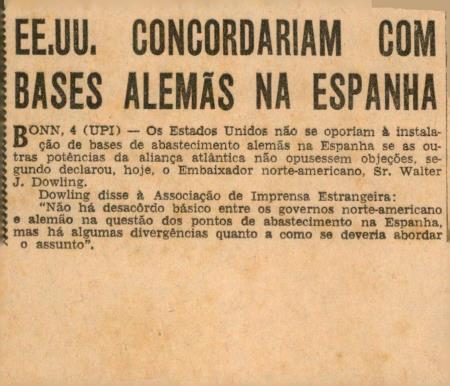 EE.UU. CONCORDARIAM COM
BASES ALEMÃS NA ESPANHA
BONN, 4 (UPI) — Os Estados Unidos não se oporiam à instala-
ção de bases de abastecimento alemãs na Espanha se as ou-
tras potências da aliança atlântica não opusessem objeções, se-
gundo declarou, hoje, o Embaixador norte-americano, Sr. Walter
J. Dowling.
Dowling disse à Associação de Imprensa Estrangeira:
"Não há desacôrdo básico entre os governos norte-americano
e alemão na questão dos pontos de abastecimento na Espanha,
mas há algumas divergências quanto a como se deveria abordar
o assunto".